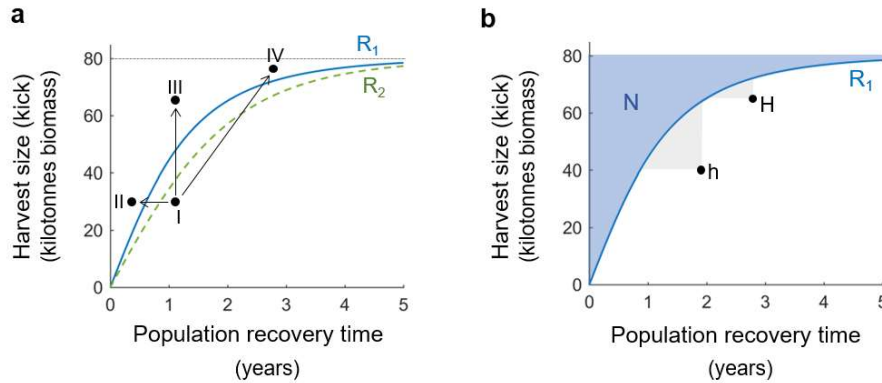 a
Harvest size (kick)
(kilotonnes biomass)
80
60
40
20
0
0 1 2 3 4 5
I
II
III
IV
R1
R2
Population recovery time
(years)
b
Harvest size (kick)
(kilotonnes biomass)
80
60
40
20
0
0 1 2 3 4 5
N
H
h
R1
Population recovery time
(years)